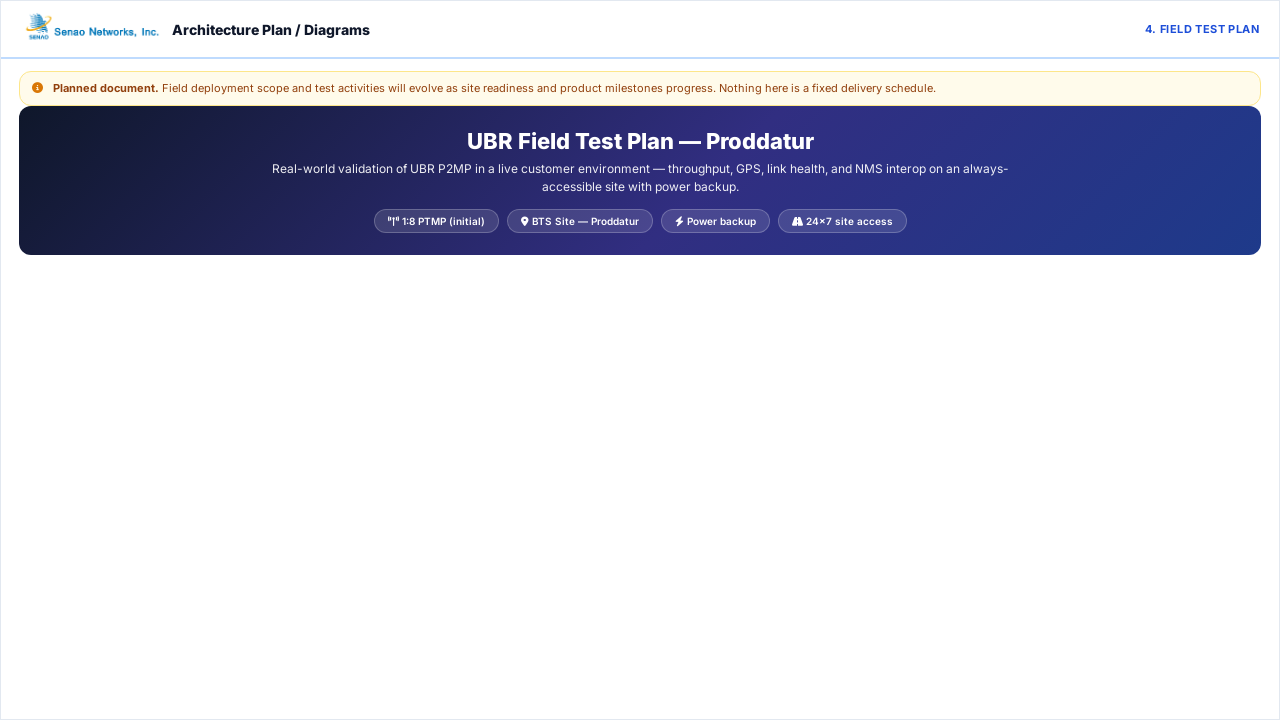 SENAO
Senao Networks, Inc.
Architecture Plan / Diagrams
4. FIELD TEST PLAN
Planned document. Field deployment scope and test activities will evolve as site readiness and product milestones progress. Nothing here is a fixed delivery schedule.
UBR Field Test Plan — Proddatur
Real-world validation of UBR P2MP in a live customer environment — throughput, GPS, link health, and NMS interop on an always-
accessible site with power backup.
1:8 PTMP (initial)
BTS Site — Proddatur
Power backup
24×7 site access